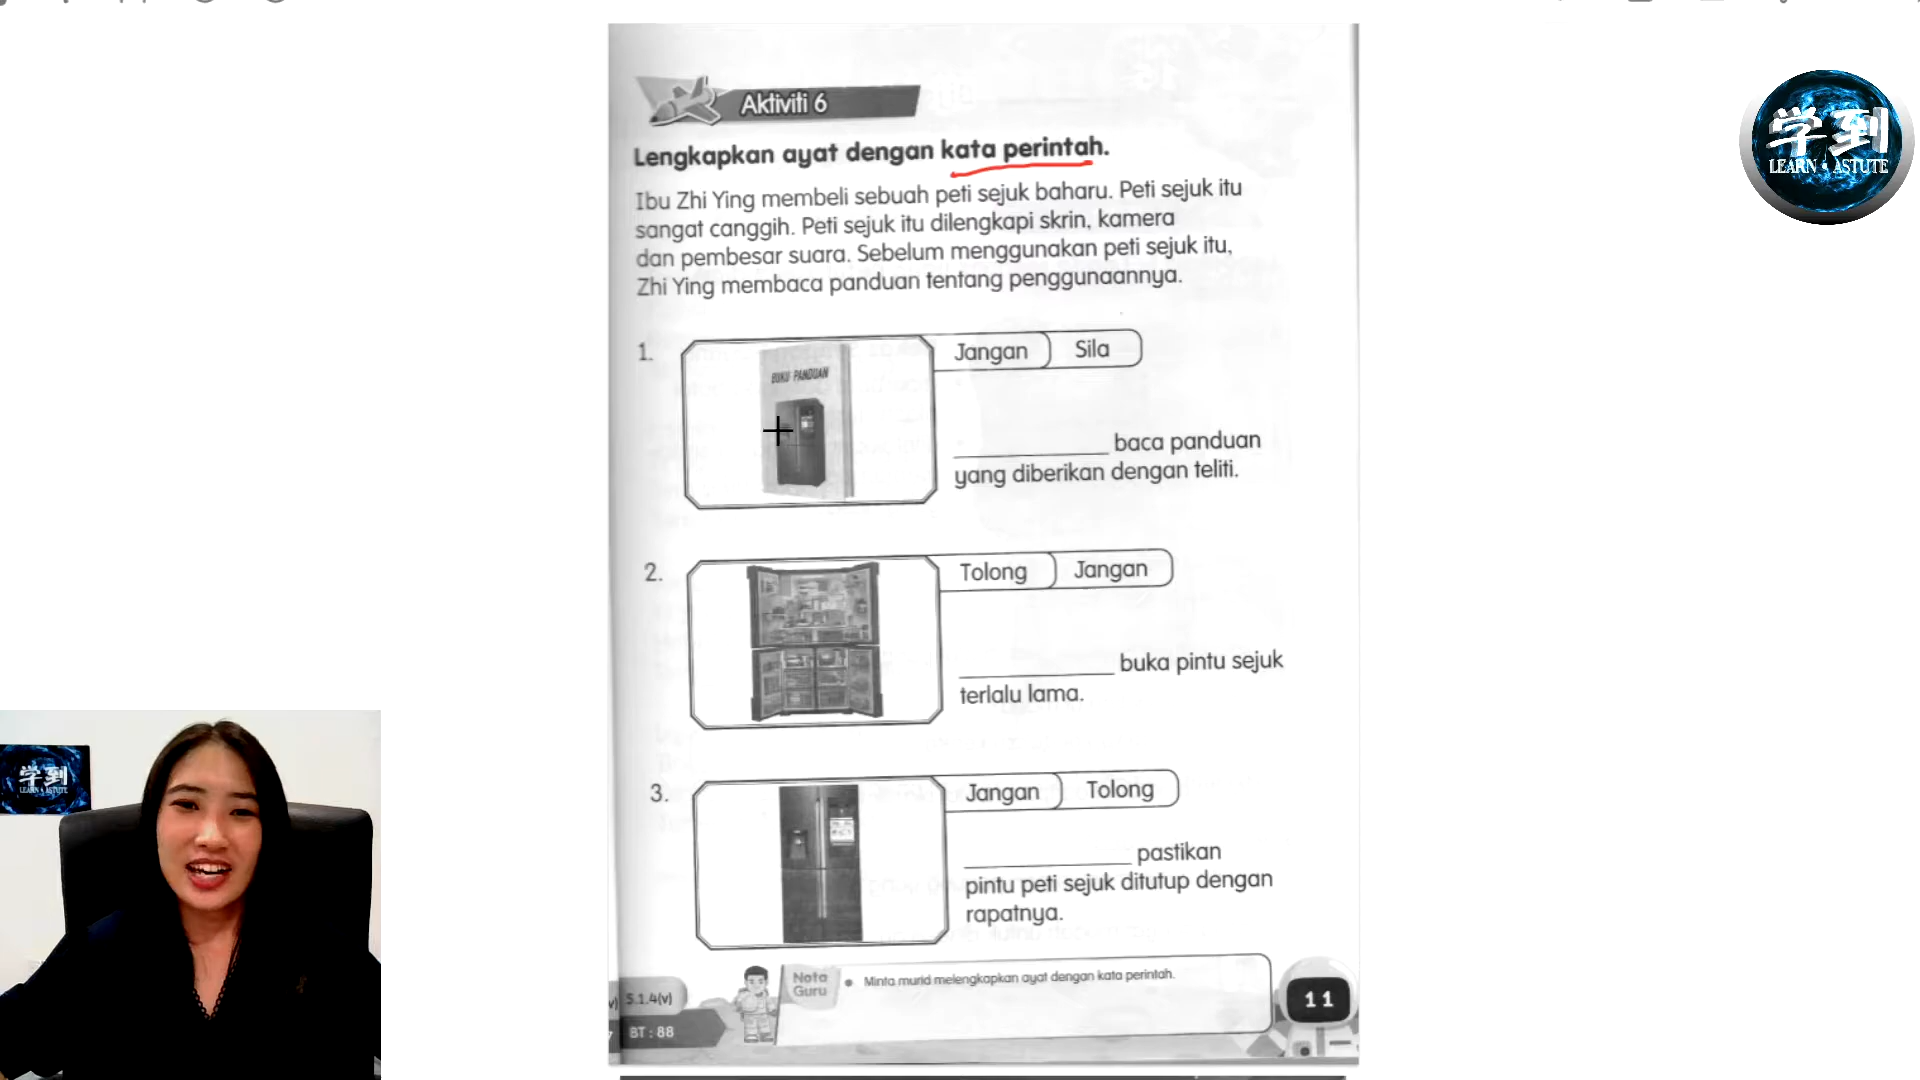 Aktiviti 6
Lengkapkan ayat dengan kata perintah.
Ibu Zhi Ying membeli sebuah peti sejuk baharu. Peti sejuk itu
sangat canggih. Peti sejuk itu dilengkapi skrin, kamera
dan pembesar suara. Sebelum menggunakan peti sejuk itu,
Zhi Ying membaca panduan tentang penggunaannya.
1.
BUKU PANDUAN
Jangan Sila
baca panduan
yang diberikan dengan teliti.
2.
Tolong Jangan
buka pintu sejuk
terlalu lama.
3.
Jangan Tolong
pastikan
pintu peti sejuk ditutup dengan
rapatnya.
Nota
Guru
• Minta murid melengkapkan ayat dengan kata perintah.
5.1.4(v)
BT : 88
11
学到
LEARN ASTUTE
学到
LEARN ASTUTE